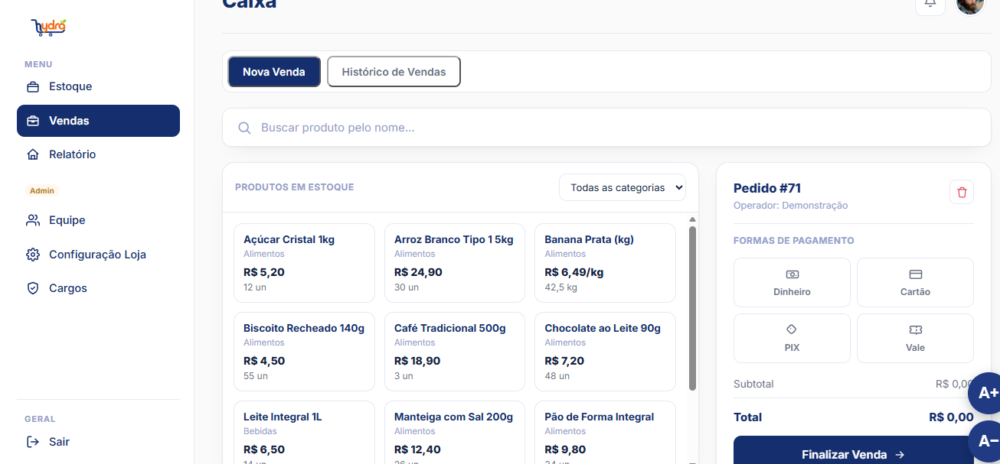 Caixa
hydro
MENU
Estoque
Vendas
Relatório
Admin
Equipe
Configuração Loja
Cargos
GERAL
Sair
Nova Venda
Histórico de Vendas
Buscar produto pelo nome...
PRODUTOS EM ESTOQUE
Todas as categorias
Açúcar Cristal 1kg
Alimentos
R$ 5,20
12 un
Arroz Branco Tipo 1 5kg
Alimentos
R$ 24,90
30 un
Banana Prata (kg)
Alimentos
R$ 6,49/kg
42,5 kg
Biscoito Recheado 140g
Alimentos
R$ 4,50
55 un
Café Tradicional 500g
Alimentos
R$ 18,90
3 un
Chocolate ao Leite 90g
Alimentos
R$ 7,20
48 un
Leite Integral 1L
Bebidas
R$ 6,50
14 un
Manteiga com Sal 200g
Alimentos
R$ 12,40
26 un
Pão de Forma Integral
Alimentos
R$ 9,80
24 un
Pedido #71
Operador: Demonstração
FORMAS DE PAGAMENTO
Dinheiro
Cartão
PIX
Vale
Subtotal
R$ 0,00
Total
R$ 0,00
Finalizar Venda →
A+
A−